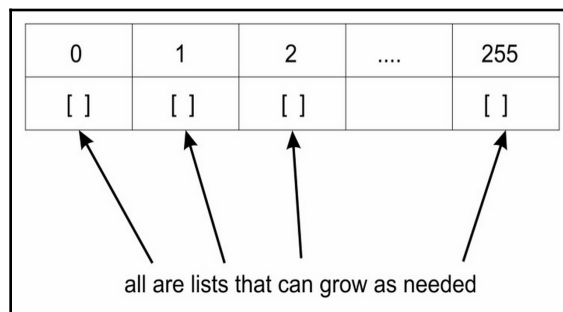 0 1 2 .... 255
[ ] [ ] [ ] [ ]
all are lists that can grow as needed